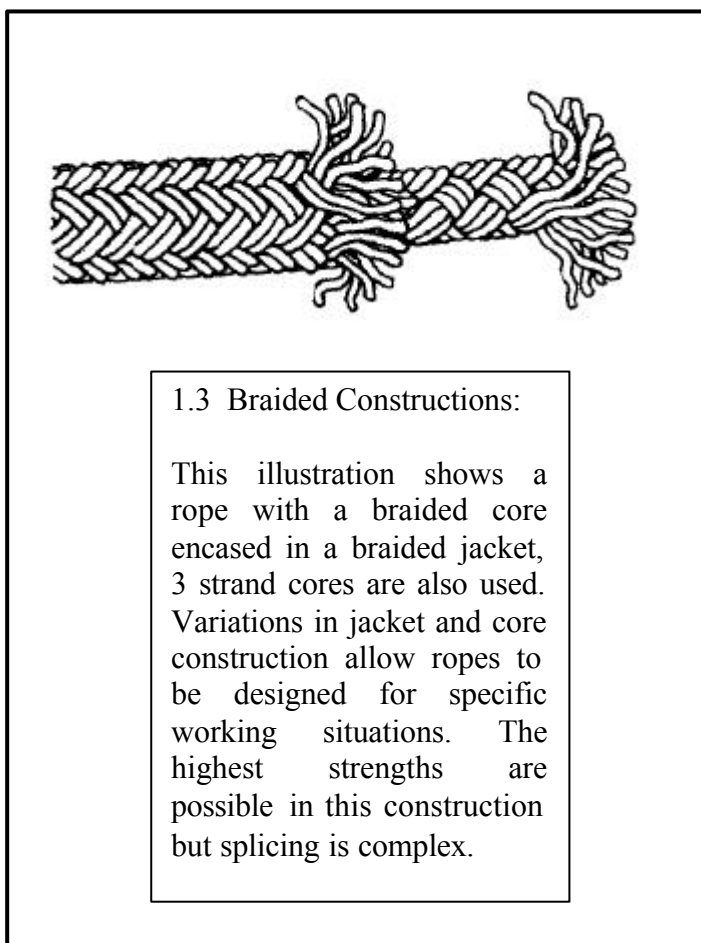 1.3 Braided Constructions:
This illustration shows a
rope with a braided core
encased in a braided jacket,
3 strand cores are also used.
Variations in jacket and core
construction allow ropes to
be designed for specific
working situations. The
highest strengths are
possible in this construction
but splicing is complex.